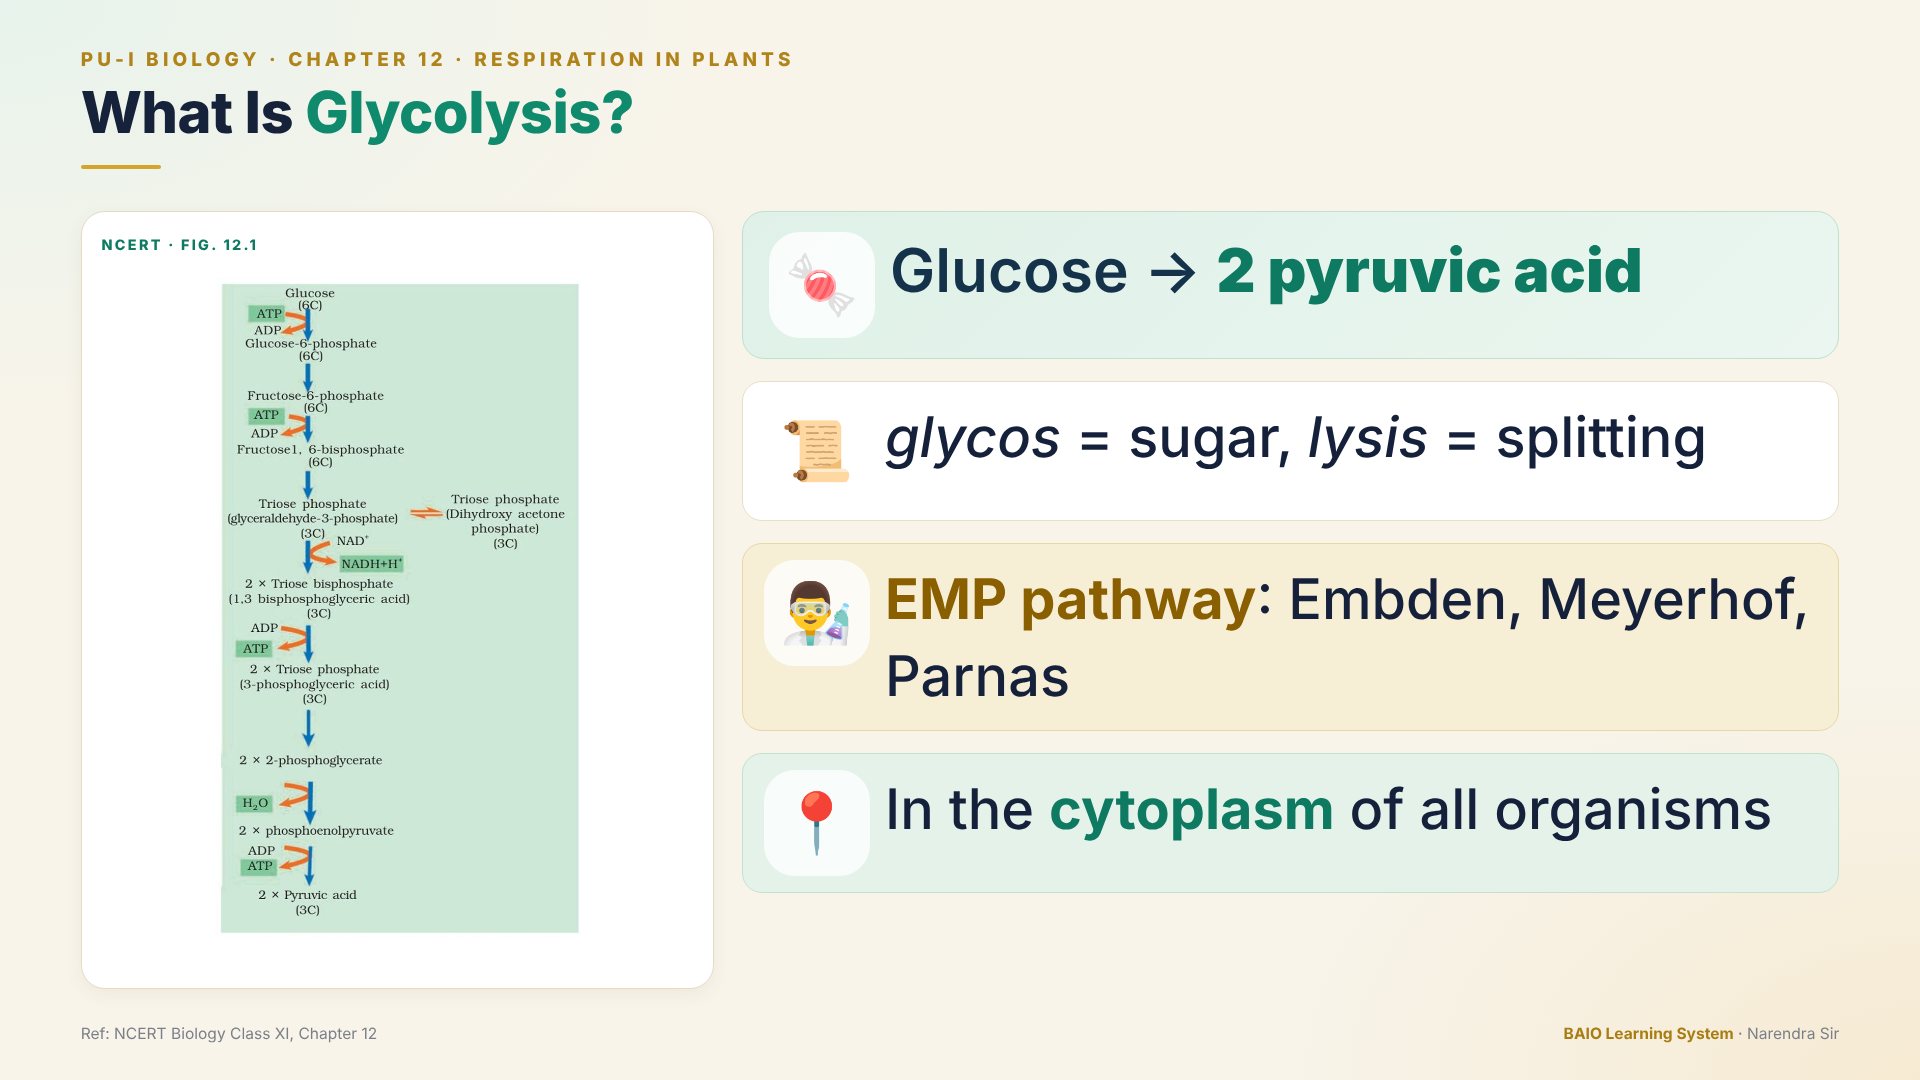 PU-I BIOLOGY · CHAPTER 12 · RESPIRATION IN PLANTS
What Is Glycolysis?
NCERT · FIG. 12.1
Glucose
(6C)
ATP
ADP
Glucose-6-phosphate
(6C)
Fructose-6-phosphate
(6C)
ATP
ADP
Fructose1, 6-bisphosphate
(6C)
Triose phosphate
(glyceraldehyde-3-phosphate)
(3C)
Triose phosphate
(Dihydroxy acetone
phosphate)
(3C)
NAD⁺
NADH+H⁺
2 × Triose bisphosphate
(1,3 bisphosphoglyceric acid)
(3C)
ADP
ATP
2 × Triose phosphate
(3-phosphoglyceric acid)
(3C)
2 × 2-phosphoglycerate
H₂O
2 × phosphoenolpyruvate
ADP
ATP
2 × Pyruvic acid
(3C)
Glucose → 2 pyruvic acid
glycos = sugar, lysis = splitting
EMP pathway: Embden, Meyerhof,
Parnas
In the cytoplasm of all organisms
Ref: NCERT Biology Class XI, Chapter 12
BAIO Learning System · Narendra Sir